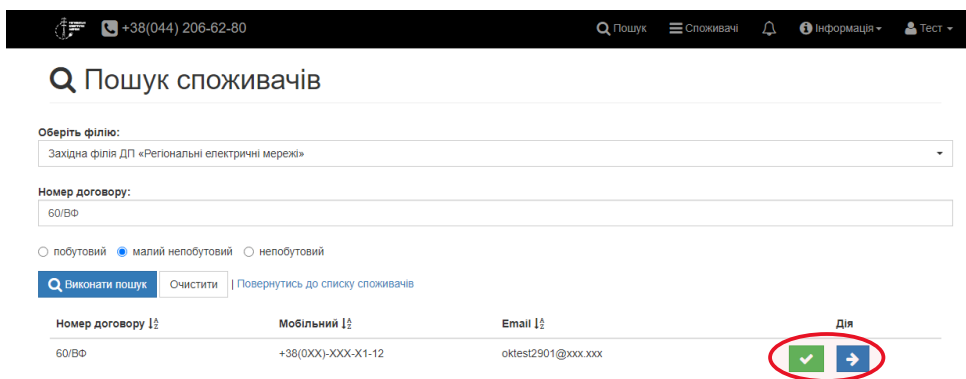 +38(044) 206-62-80 Пошук Споживачі Інформація Тест
Пошук споживачів
Оберіть філію:
Західна філія ДП «Регіональні електричні мережі»
Номер договору:
60/ВФ
побутовий малий непобутовий непобутовий
Виконати пошук Очистити | Повернутись до списку споживачів
Номер договору Мобільний Email Дія
60/ВФ +38(0XX)-XXX-X1-12 oktest2901@xxx.xxx